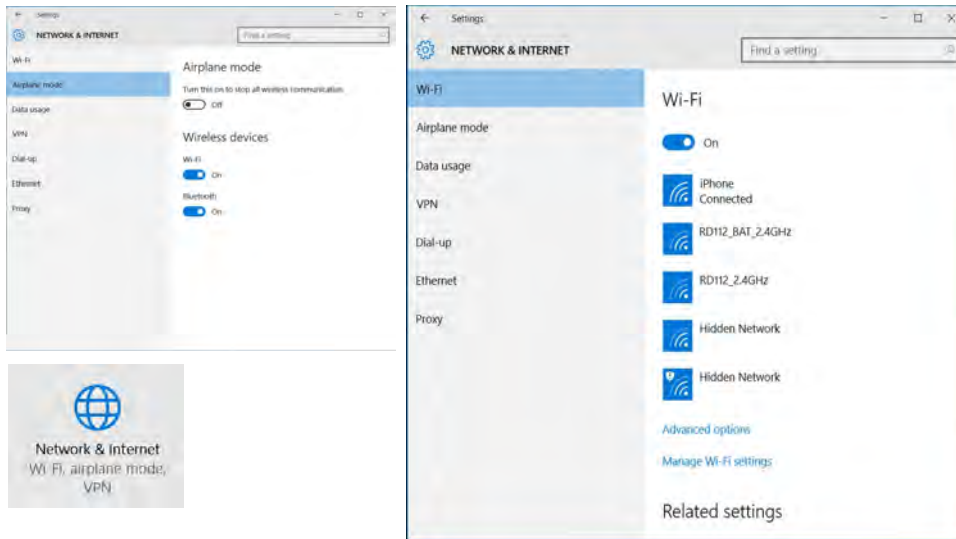 Settings
NETWORK & INTERNET
Find a setting
Wi-Fi
Airplane mode
Data usage
VPN
Dial-up
Ethernet
Proxy
Airplane mode
Turn this on to stop all wireless communication
Off
Wireless devices
Wi-Fi
On
Bluetooth
On
Network & Internet
Wi-Fi, airplane mode,
VPN
Settings
NETWORK & INTERNET
Find a setting
Wi-Fi
Airplane mode
Data usage
VPN
Dial-up
Ethernet
Proxy
Wi-Fi
On
iPhone
Connected
RD112_BAT_2.4GHz
RD112_2.4GHz
Hidden Network
Hidden Network
Advanced options
Manage Wi-Fi settings
Related settings